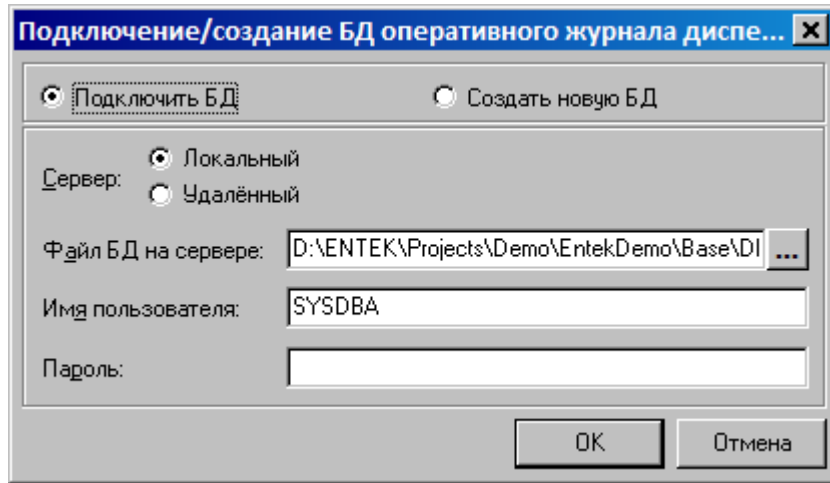 Подключение/создание БД оперативного журнала диспе...
Подключить БД
Создать новую БД
Сервер:
Локальный
Удалённый
Файл БД на сервере:
D:\ENTEK\Projects\Demo\EntekDemo\Base\DI
...
Имя пользователя:
SYSDBA
Пароль:
OK
Отмена